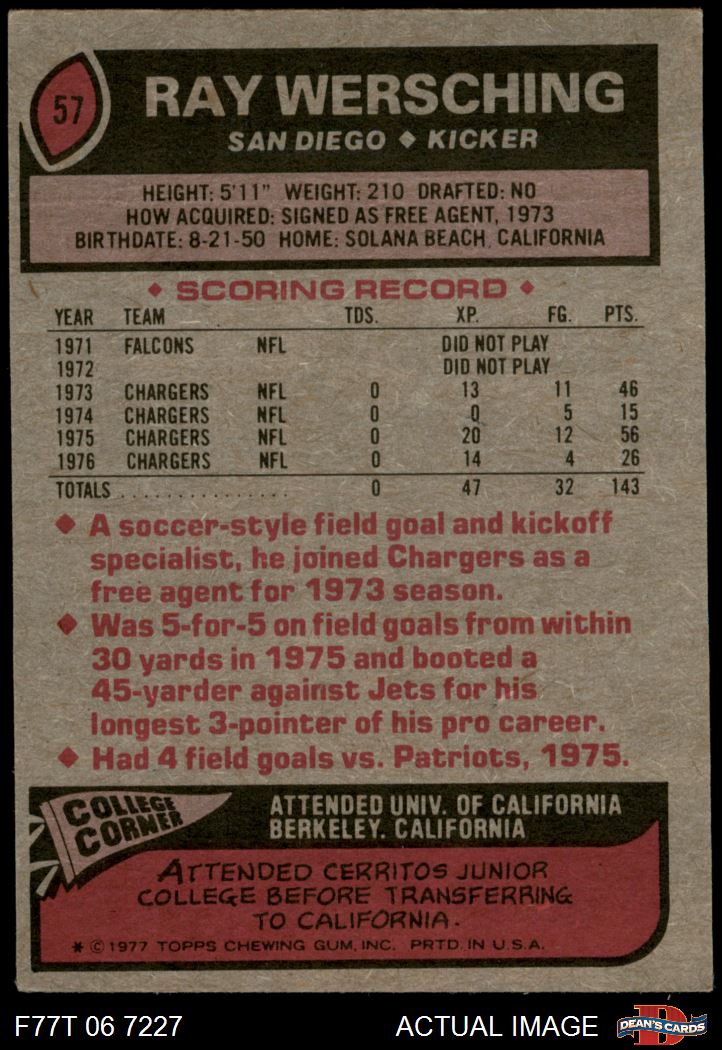 57
RAY WERSCHING
SAN DIEGO ◆ KICKER
HEIGHT: 5'11" WEIGHT: 210 DRAFTED: NO
HOW ACQUIRED: SIGNED AS FREE AGENT, 1973
BIRTHDATE: 8-21-50 HOME: SOLANA BEACH, CALIFORNIA
◆ SCORING RECORD ◆
YEAR TEAM TDS. XP. FG. PTS.
1971 FALCONS NFL DID NOT PLAY
1972 DID NOT PLAY
1973 CHARGERS NFL 0 13 11 46
1974 CHARGERS NFL 0 0 5 15
1975 CHARGERS NFL 0 20 12 56
1976 CHARGERS NFL 0 14 4 26
TOTALS . . . . . . . . . . . . . . . . 0 47 32 143
◆ A soccer-style field goal and kickoff
specialist, he joined Chargers as a
free agent for 1973 season.
◆ Was 5-for-5 on field goals from within
30 yards in 1975 and booted a
45-yarder against Jets for his
longest 3-pointer of his pro career.
◆ Had 4 field goals vs. Patriots, 1975.
COLLEGE
CORNER
ATTENDED UNIV. OF CALIFORNIA
BERKELEY, CALIFORNIA
ATTENDED CERRITOS JUNIOR
COLLEGE BEFORE TRANSFERRING
TO CALIFORNIA.
* © 1977 TOPPS CHEWING GUM, INC. PRTD. IN U.S.A.
F77T 06 7227
ACTUAL IMAGE
D
DEAN'S CARDS